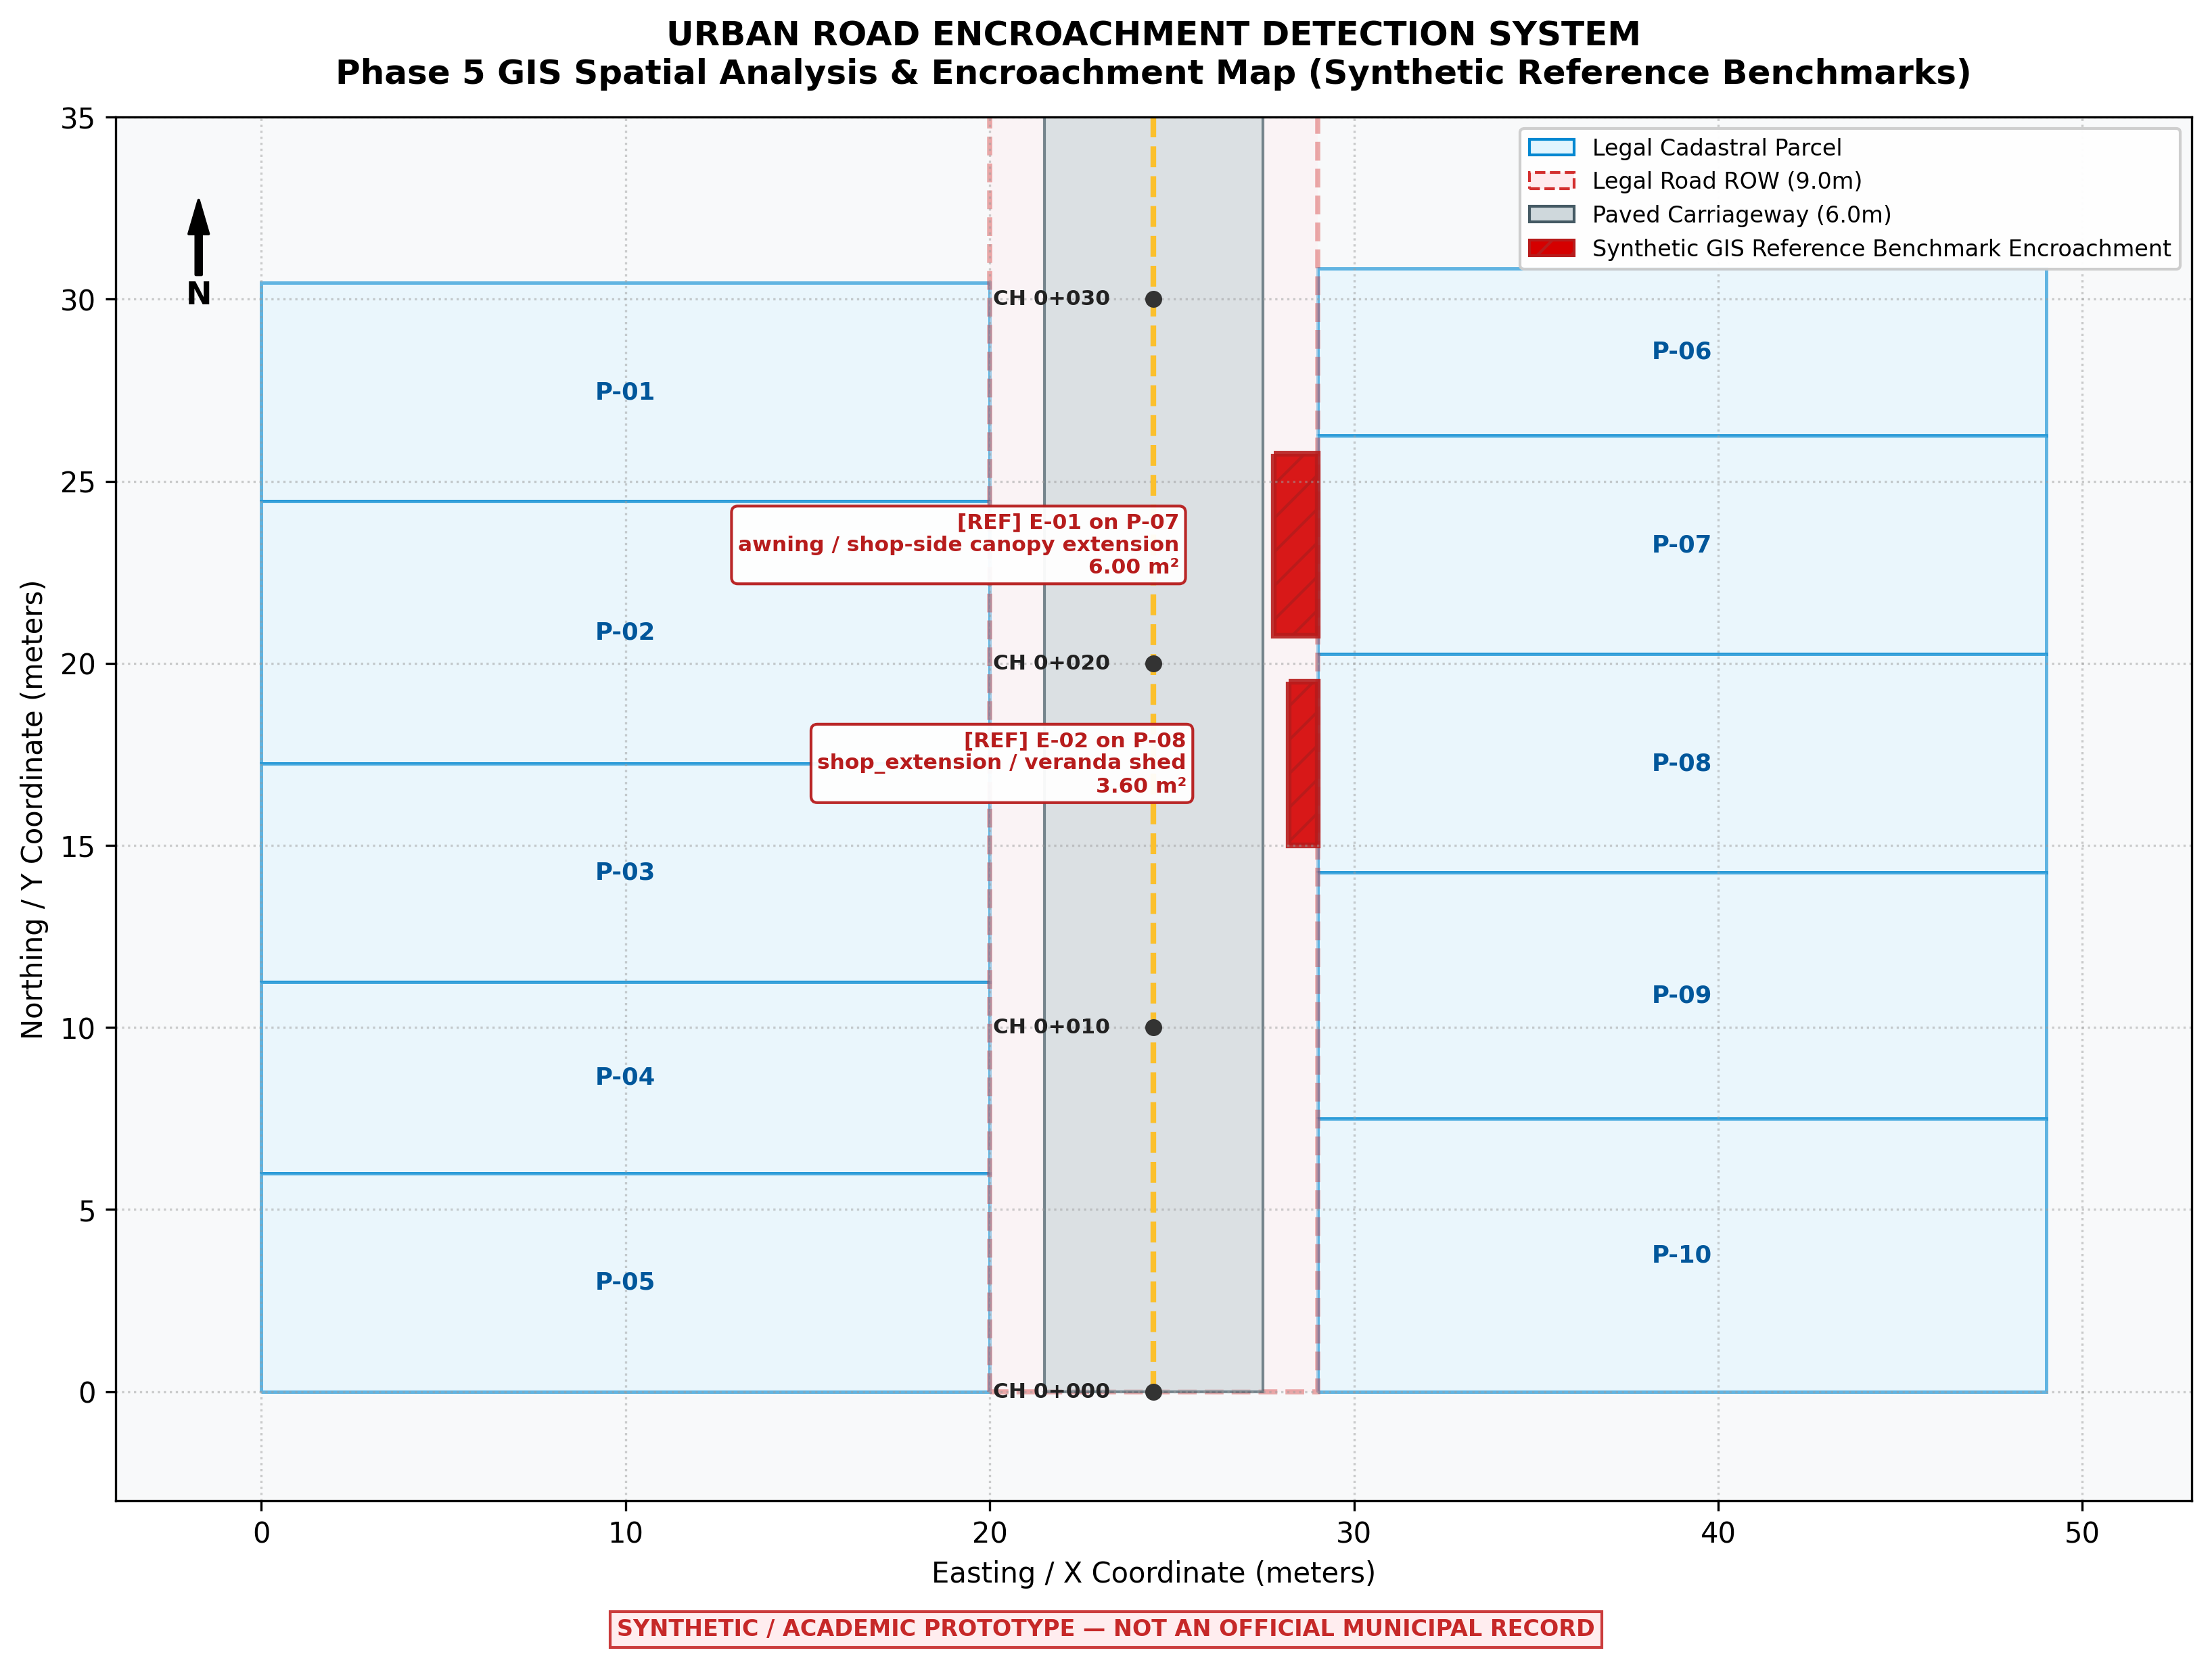 URBAN ROAD ENCROACHMENT DETECTION SYSTEM
Phase 5 GIS Spatial Analysis & Encroachment Map (Synthetic Reference Benchmarks)
Legal Cadastral Parcel
Legal Road ROW (9.0m)
Paved Carriageway (6.0m)
Synthetic GIS Reference Benchmark Encroachment
N
35
30
25
20
15
10
5
0
Northing / Y Coordinate (meters)
P-01
P-02
P-03
P-04
P-05
CH 0+030
CH 0+020
CH 0+010
CH 0+000
[REF] E-01 on P-07
awning / shop-side canopy extension
6.00 m²
[REF] E-02 on P-08
shop_extension / veranda shed
3.60 m²
P-06
P-07
P-08
P-09
P-10
0 10 20 30 40 50
Easting / X Coordinate (meters)
SYNTHETIC / ACADEMIC PROTOTYPE — NOT AN OFFICIAL MUNICIPAL RECORD